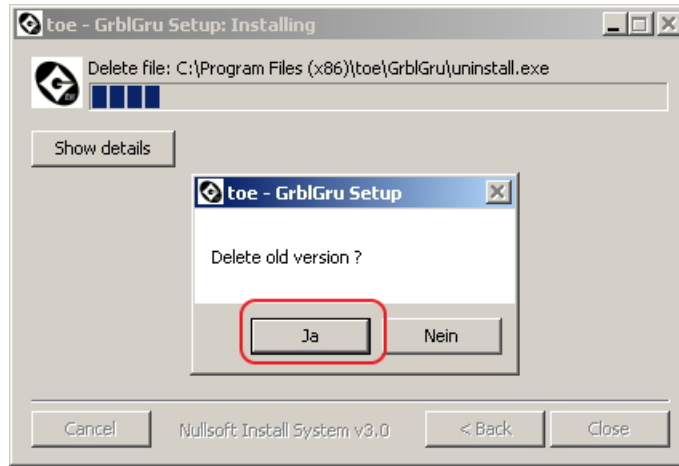 toe - GrblGru Setup: Installing
Delete file: C:\Program Files (x86)\toe\GrblGru\uninstall.exe
Show details
toe - GrblGru Setup
Delete old version ?
Ja
Nein
Cancel
Nullsoft Install System v3.0
< Back
Close